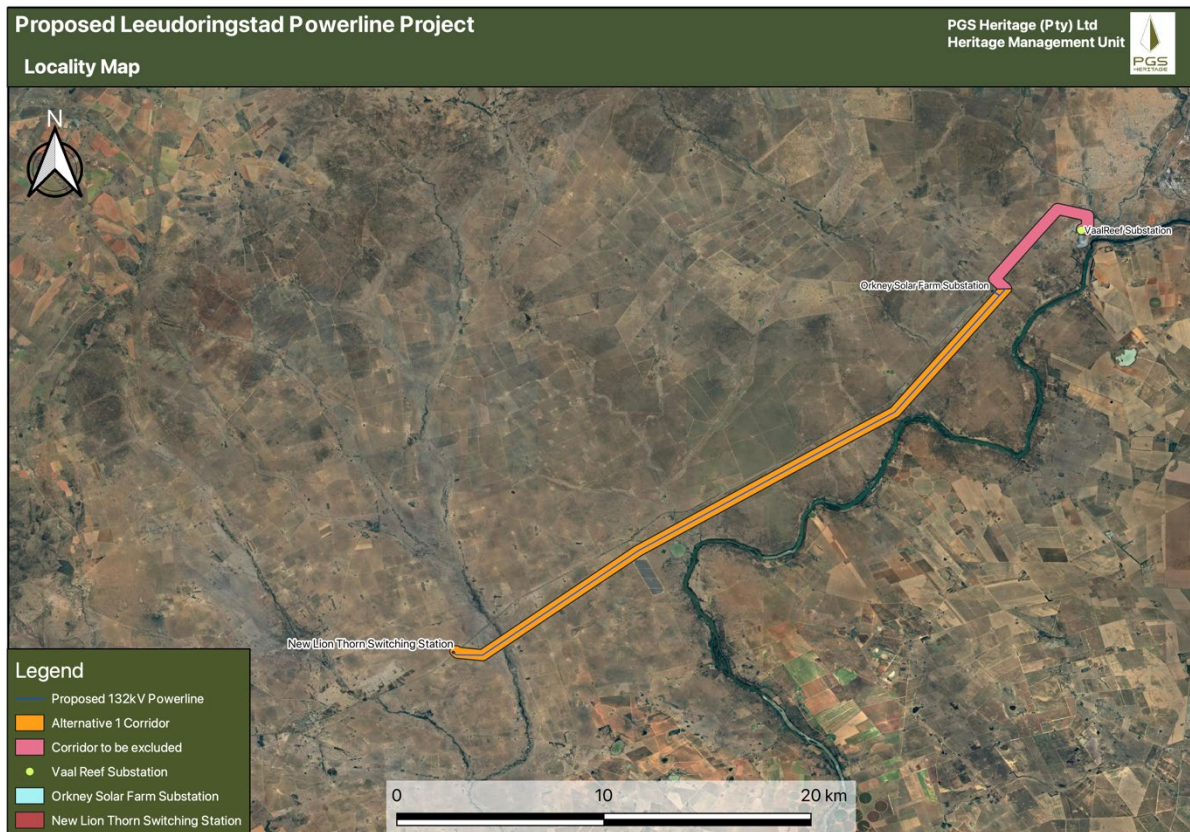 Proposed Leeudoringstad Powerline Project
Locality Map
PGS Heritage (Pty) Ltd
Heritage Management Unit
PGS
HERITAGE
N
VaalReef Substation
Orkney Solar Farm Substation
New Lion Thorn Switching Station
Legend
Proposed 132kV Powerline
Alternative 1 Corridor
Corridor to be excluded
Vaal Reef Substation
Orkney Solar Farm Substation
New Lion Thorn Switching Station
0 10 20 km